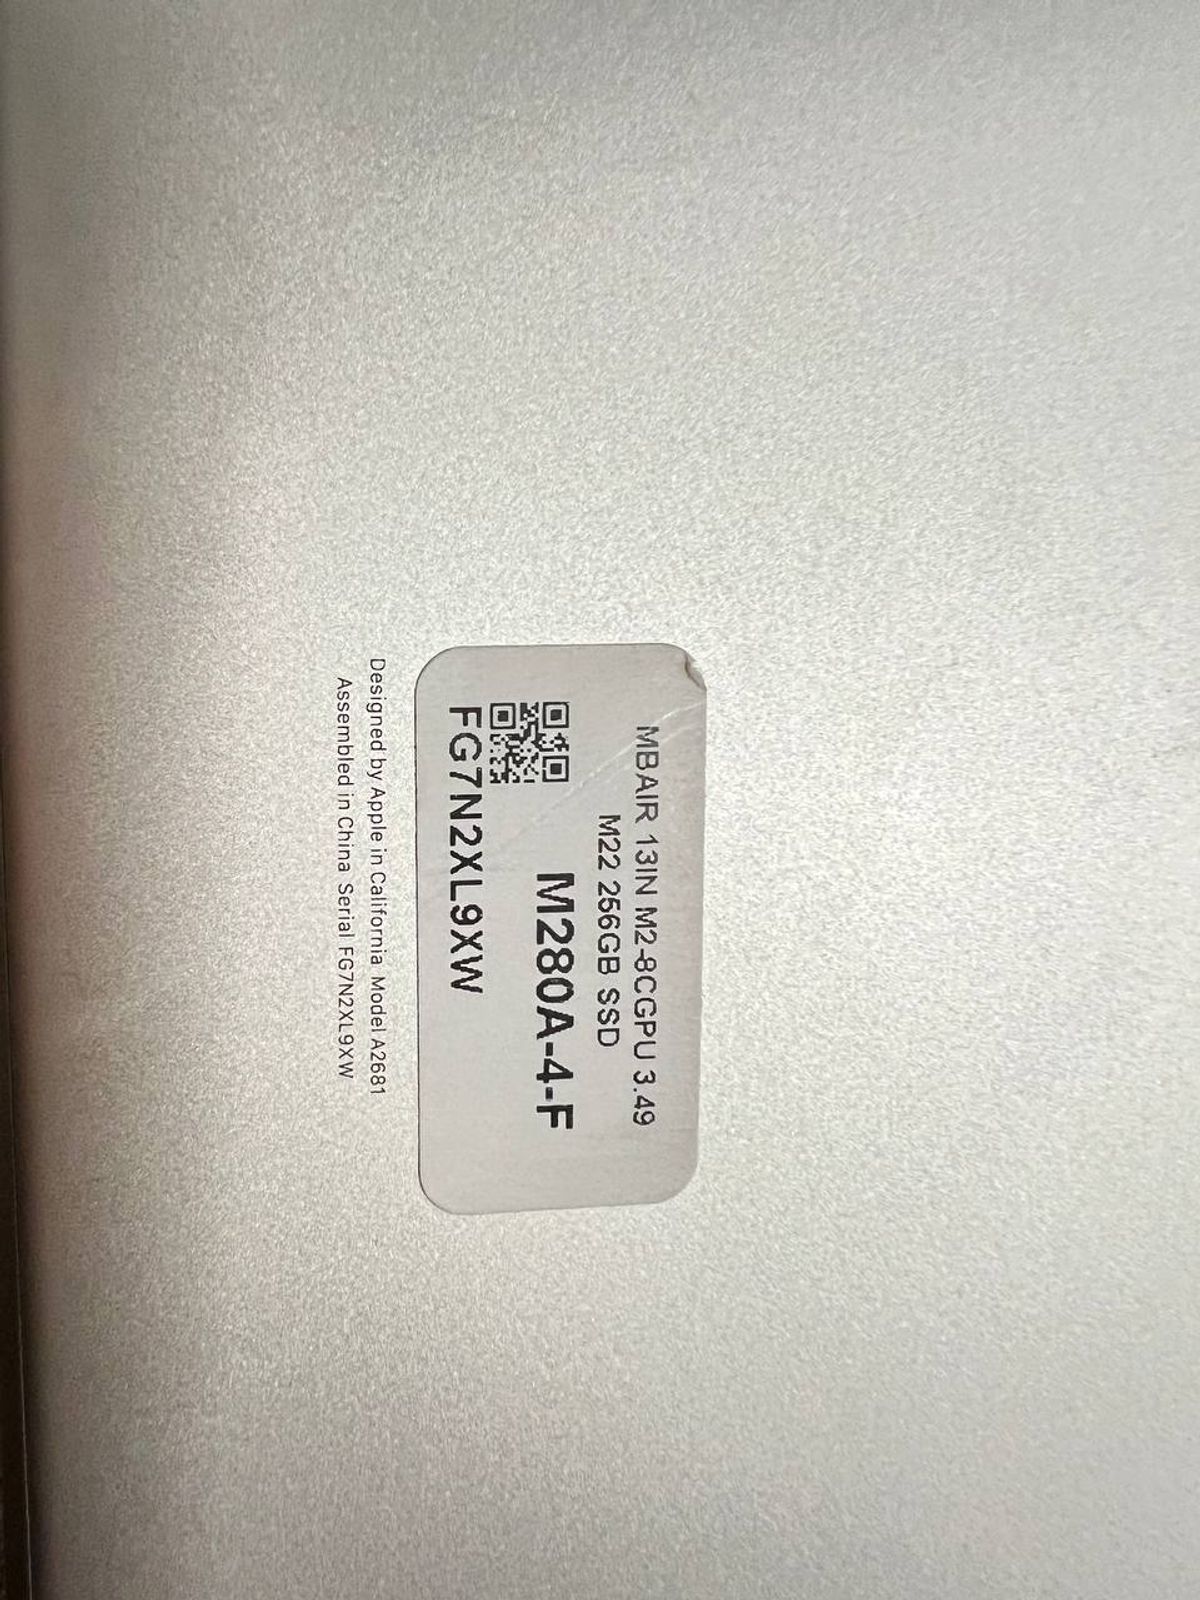 MBAIR 13IN M2-8CGPU 3.49
M22 256GB SSD
M280A-4-F
FG7N2XL9XW
Designed by Apple in California Model A2681
Assembled in China Serial FG7N2XL9XW